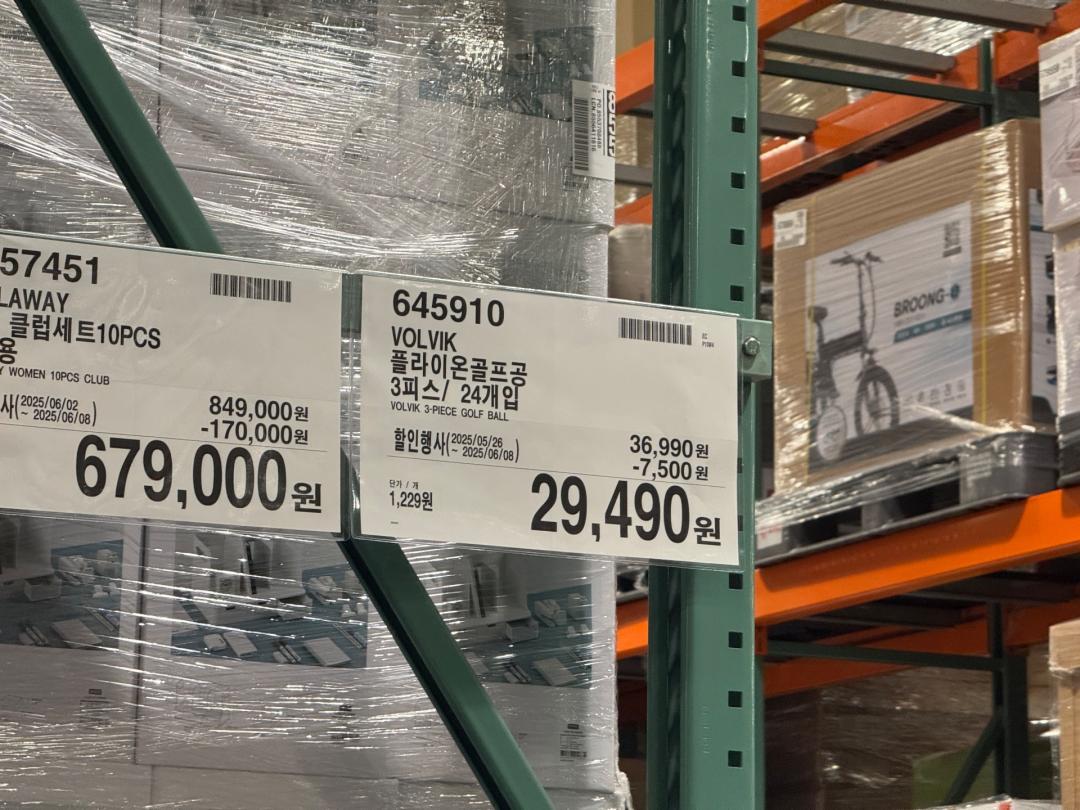 57451
LAWAY
클럽세트10PCS
용
Y WOMEN 10PCS CLUB
사(2025/06/02
~ 2025/06/08)
849,000원
-170,000원
679,000원
645910
VOLVIK
플라이온골프공
3피스/ 24개입
VOLVIK 3-PIECE GOLF BALL
할인행사(2025/05/26
~ 2025/06/08)
36,990원
-7,500원
단가 / 개
1,229원
29,490원
BROONG-